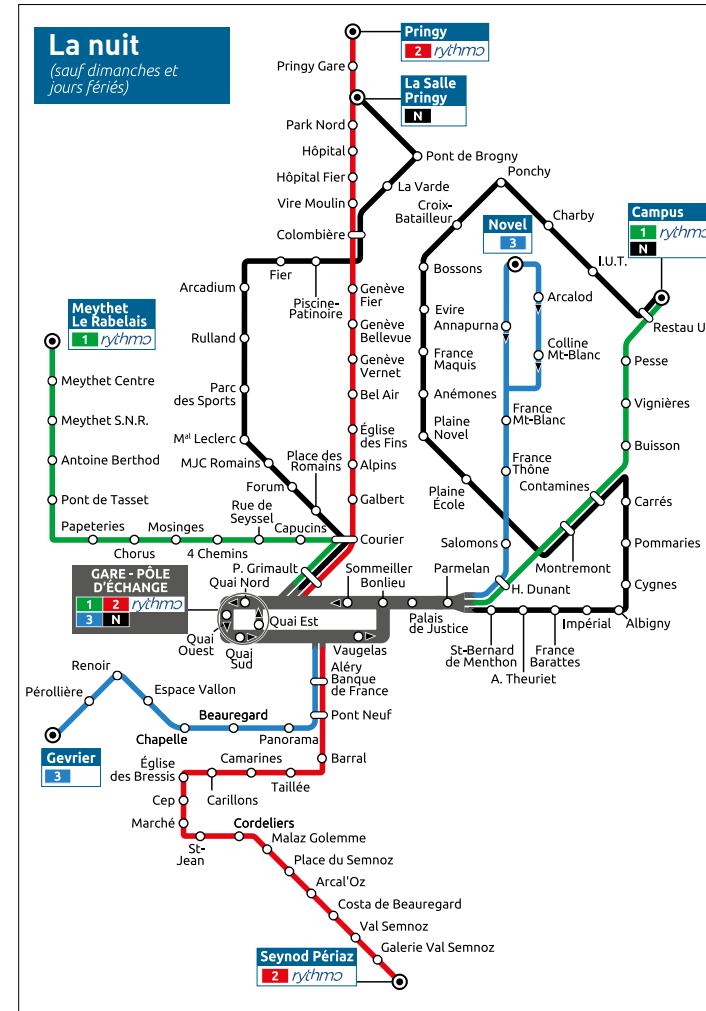 La nuit
(sauf dimanches et
jours fériés)
Pringy
2 rythmo
Pringy Gare
La Salle
Pringy
N
Park Nord
Hôpital
Hôpital Fier
Vire Moulin
Colombière
Pont de Brogny
La Varde
Fier
Piscine-
Patinoire
Arcadium
Rulland
Parc
des Sports
Mal Leclerc
MJC Romains
Forum
Place des
Romains
Genève
Fier
Genève
Bellevue
Genève
Vernet
Bel Air
Église
des Fins
Alpins
Galbert
Courier
Ponchy
Croix-
Batailleur
Charby
I.U.T.
Campus
1 rythmo
N
Restau U
Novel
3
Bossons
Evire
Annapurna
France
Maquis
Anémones
Plaine
Novel
Plaine
École
Arcalod
Colline
Mt-Blanc
France
Mt-Blanc
France
Thône
Salomons
Pesse
Vignières
Buisson
Contamines
Montremont
H. Dunant
Carrés
Pommaries
Cygnes
Albigny
Impérial
France
Barattes
A. Theuriet
St-Bernard
de Menthon
Meythet
Le Rabelais
1 rythmo
Meythet Centre
Meythet S.N.R.
Antoine Berthod
Pont de Tasset
Papeteries
Chorus
Mosinges
4 Chemins
Rue de
Seyssel
Capucins
GARE - PÔLE
D'ÉCHANGE
1 2 rythmo
3 N
P. Grimault
Quai Nord
Quai Est
Quai
Ouest
Quai
Sud
Sommeiller
Bonlieu
Parmelan
Palais
de Justice
Vaugelas
Aléry
Banque
de France
Pont Neuf
Renoir
Pérollière
Espace Vallon
Beauregard
Chapelle
Panorama
Gevrier
3
Barral
Église
des Bressis
Camarines
Carillons
Taillée
Cep
Marché
St-
Jean
Cordeliers
Malaz Golemme
Place du Semnoz
Arcal'Oz
Costa de Beauregard
Val Semnoz
Galerie Val Semnoz
Seynod Périaz
2 rythmo